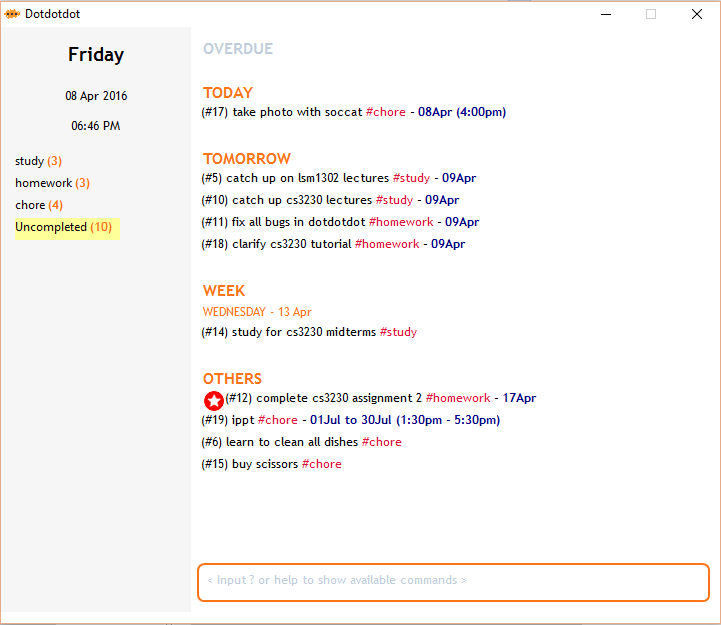 Dotdotdot
Friday
08 Apr 2016
06:46 PM
study (3)
homework (3)
chore (4)
Uncompleted (10)
OVERDUE
TODAY
(#17) take photo with soccat #chore - 08Apr (4:00pm)
TOMORROW
(#5) catch up on lsm1302 lectures #study - 09Apr
(#10) catch up cs3230 lectures #study - 09Apr
(#11) fix all bugs in dotdotdot #homework - 09Apr
(#18) clarify cs3230 tutorial #homework - 09Apr
WEEK
WEDNESDAY - 13 Apr
(#14) study for cs3230 midterms #study
OTHERS
(#12) complete cs3230 assignment 2 #homework - 17Apr
(#19) ippt #chore - 01Jul to 30Jul (1:30pm - 5:30pm)
(#6) learn to clean all dishes #chore
(#15) buy scissors #chore
< Input ? or help to show available commands >